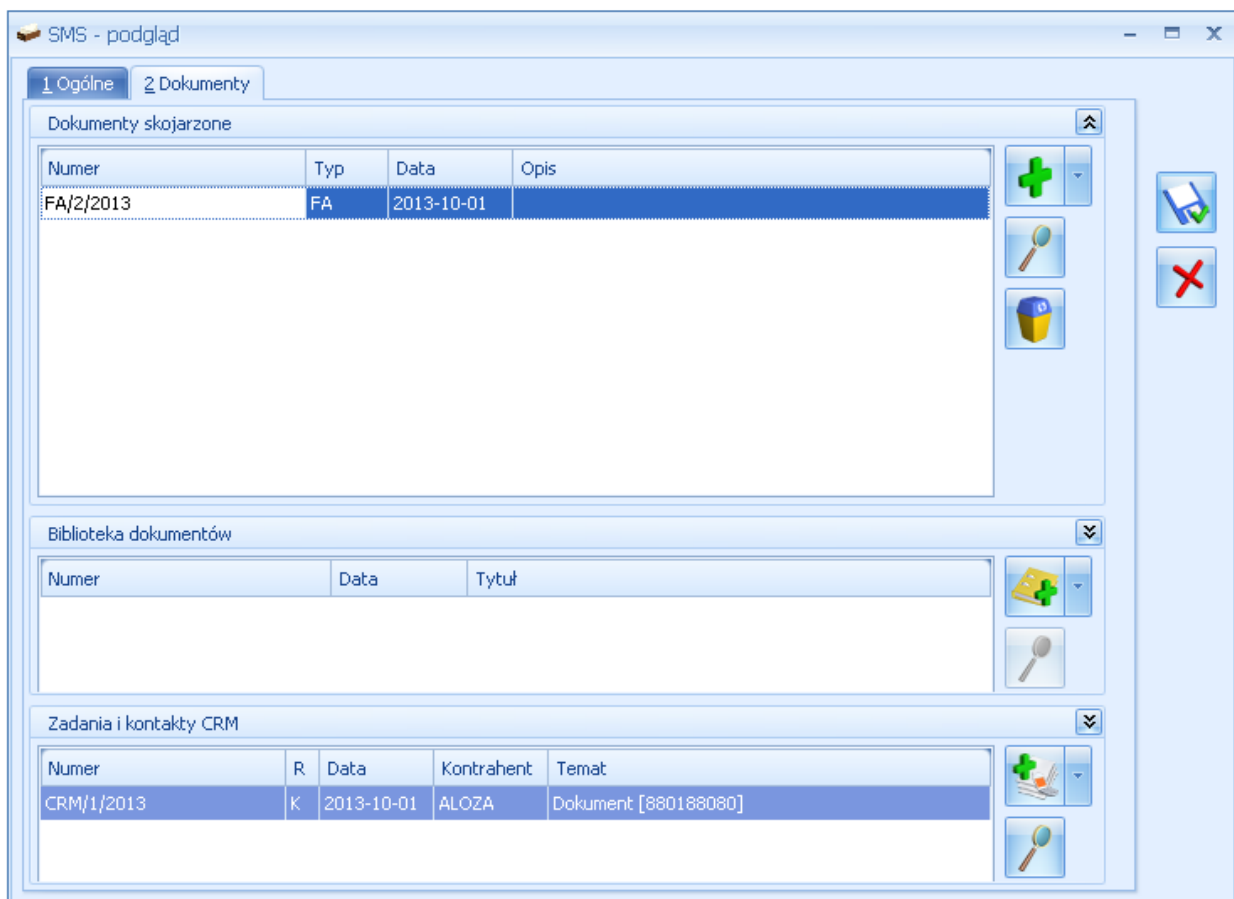 SMS - podgląd
1 Ogólne 2 Dokumenty
Dokumenty skojarzone
Numer Typ Data Opis
FA/2/2013 FA 2013-10-01
Biblioteka dokumentów
Numer Data Tytuł
Zadania i kontakty CRM
Numer R Data Kontrahent Temat
CRM/1/2013 K 2013-10-01 ALOZA Dokument [880188080]